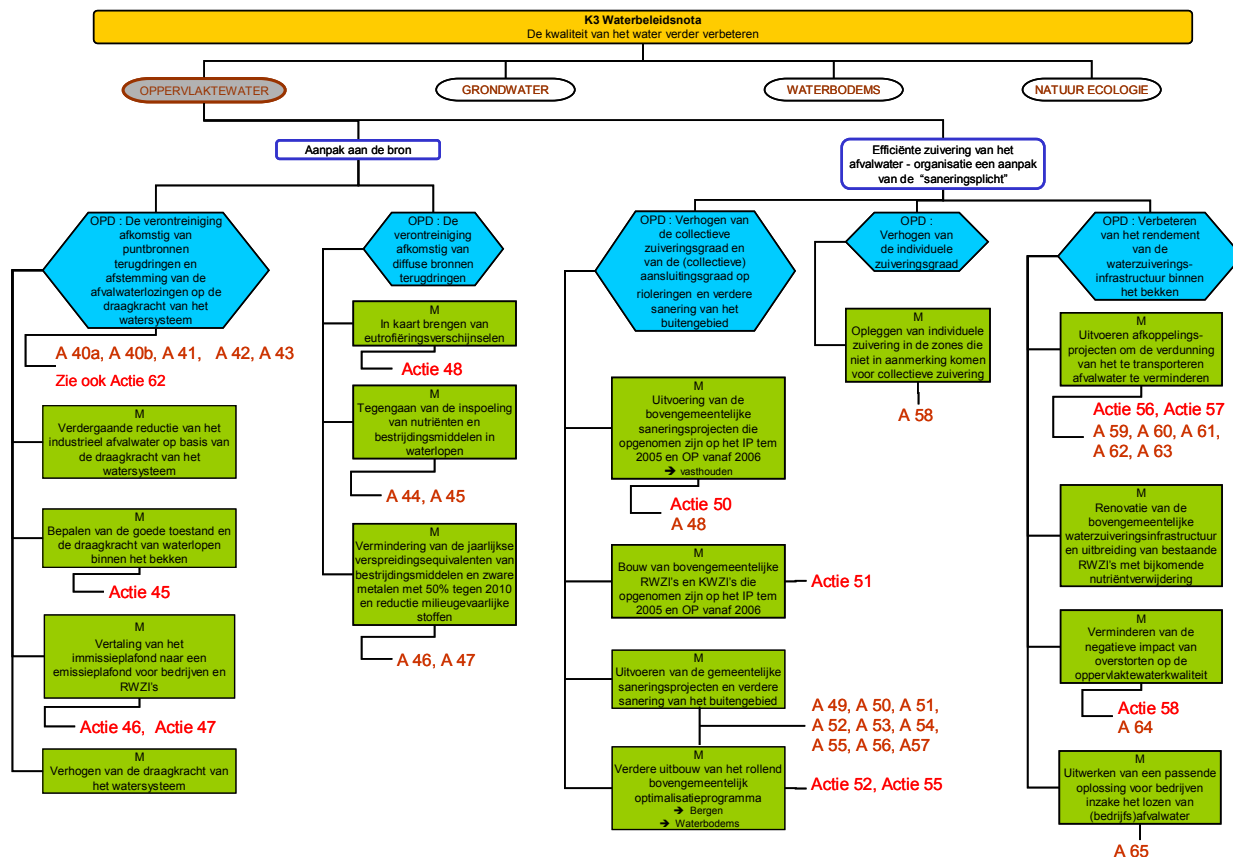 K3 Waterbeleidsnota
De kwaliteit van het water verder verbeteren
OPPERVLAKTEWATER
GRONDWATER
WATERBODEMS
NATUUR ECOLOGIE
Aanpak aan de bron
Efficiënte zuivering van het
afvalwater - organisatie een aanpak
van de "saneringsplicht"
OPD : De verontreiniging
afkomstig van
puntbronnen
terugdringen en
afstemming van de
afvalwaterlozingen op de
draagkracht van het
watersysteem
A 40a, A 40b, A 41, A 42, A 43
Zie ook Actie 62
M
Verdergaande reductie van het
industrieel afvalwater op basis van
de draagkracht van het
watersysteem
M
Bepalen van de goede toestand en
de draagkracht van waterlopen
binnen het bekken
Actie 45
M
Vertaling van het
immissieplafond naar een
emissieplafond voor bedrijven en
RWZI's
Actie 46, Actie 47
M
Verhogen van de draagkracht van
het watersysteem
OPD : De
verontreiniging
afkomstig van
diffuse bronnen
terugdringen
M
In kaart brengen van
eutrofiëringsverschijnselen
Actie 48
M
Tegengaan van de inspoeling
van nutriënten en
bestrijdingsmiddelen in
waterlopen
A 44, A 45
M
Vermindering van de jaarlijkse
verspreidingsequivalenten van
bestrijdingsmiddelen en zware
metalen met 50% tegen 2010
en reductie milieugevaarlijke
stoffen
A 46, A 47
OPD : Verhogen van
de collectieve
zuiveringsgraad en
van de (collectieve)
aansluitingsgraad op
rioleringen en verdere
sanering van het
buitengebied
M
Uitvoering van de
bovengemeentelijke
saneringsprojecten die
opgenomen zijn op het IP tem
2005 en OP vanaf 2006
➔ vasthouden
Actie 50
A 48
M
Bouw van bovengemeentelijke
RWZI's en KWZI's die
opgenomen zijn op het IP tem
2005 en OP vanaf 2006
Actie 51
M
Uitvoeren van de gemeentelijke
saneringsprojecten en verdere
sanering van het buitengebied
A 49, A 50, A 51,
A 52, A 53, A 54,
A 55, A 56, A57
M
Verdere uitbouw van het rollend
bovengemeentelijk
optimalisatieprogramma
➔ Bergen
➔ Waterbodems
Actie 52, Actie 55
OPD :
Verhogen van
de individuele
zuiveringsgraad
M
Opleggen van individuele
zuivering in de zones die
niet in aanmerking komen
voor collectieve zuivering
A 58
OPD : Verbeteren
van het rendement
van de
waterzuiverings-
infrastructuur binnen
het bekken
M
Uitvoeren afkoppelings-
projecten om de verdunning
van het te transporteren
afvalwater te verminderen
Actie 56, Actie 57
A 59, A 60, A 61,
A 62, A 63
M
Renovatie van de
bovengemeentelijke
waterzuiveringsinfrastructuur
en uitbreiding van bestaande
RWZI's met bijkomende
nutriëntverwijdering
M
Verminderen van de
negatieve impact van
overstorten op de
oppervlaktewaterkwaliteit
Actie 58
A 64
M
Uitwerken van een passende
oplossing voor bedrijven
inzake het lozen van
(bedrijfs)afvalwater
A 65